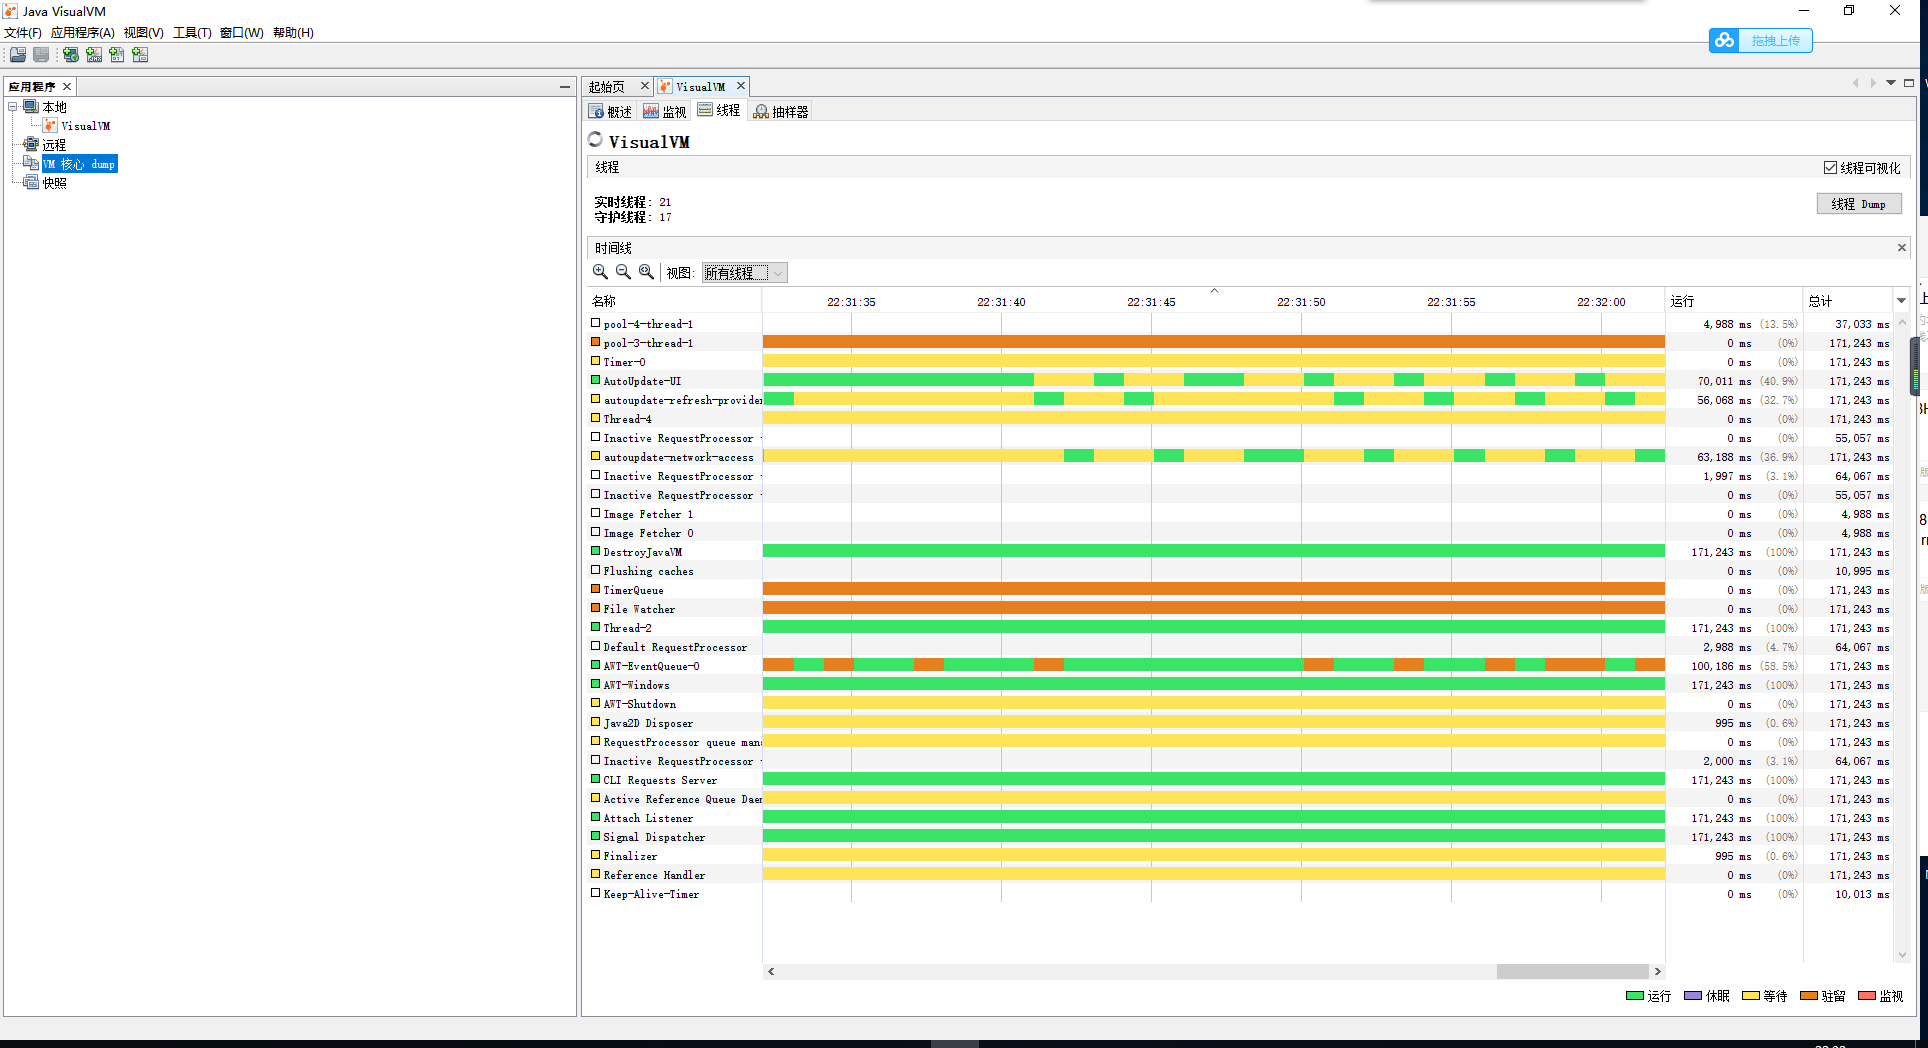 Java VisualVM
文件(F) 应用程序(A) 视图(V) 工具(T) 窗口(W) 帮助(H)
拖拽上传
应用程序
本地
VisualVM
远程
VM 核心 dump
快照
起始页 VisualVM
概述 监视 线程 抽样器
VisualVM
线程 线程可视化
实时线程: 21
守护线程: 17
线程 Dump
时间线
视图: 所有线程
名称 22:31:35 22:31:40 22:31:45 22:31:50 22:31:55 22:32:00 运行 总计
pool-4-thread-1 4,988 ms (13.5%) 37,033 ms
pool-3-thread-1 0 ms (0%) 171,243 ms
Timer-0 0 ms (0%) 171,243 ms
AutoUpdate-UI 70,011 ms (40.9%) 171,243 ms
autoupdate-refresh-provider 56,068 ms (32.7%) 171,243 ms
Thread-4 0 ms (0%) 171,243 ms
Inactive RequestProcessor 0 ms (0%) 55,057 ms
autoupdate-network-access 63,188 ms (36.9%) 171,243 ms
Inactive RequestProcessor 1,997 ms (3.1%) 64,067 ms
Inactive RequestProcessor 0 ms (0%) 55,057 ms
Image Fetcher 1 0 ms (0%) 4,988 ms
Image Fetcher 0 0 ms (0%) 4,988 ms
DestroyJavaVM 171,243 ms (100%) 171,243 ms
Flushing caches 0 ms (0%) 10,995 ms
TimerQueue 0 ms (0%) 171,243 ms
File Watcher 0 ms (0%) 171,243 ms
Thread-2 171,243 ms (100%) 171,243 ms
Default RequestProcessor 2,988 ms (4.7%) 64,067 ms
AWT-EventQueue-0 100,186 ms (58.5%) 171,243 ms
AWT-Windows 171,243 ms (100%) 171,243 ms
AWT-Shutdown 0 ms (0%) 171,243 ms
Java2D Disposer 995 ms (0.6%) 171,243 ms
RequestProcessor queue man 0 ms (0%) 171,243 ms
Inactive RequestProcessor 2,000 ms (3.1%) 64,067 ms
CLI Requests Server 171,243 ms (100%) 171,243 ms
Active Reference Queue Dae 0 ms (0%) 171,243 ms
Attach Listener 171,243 ms (100%) 171,243 ms
Signal Dispatcher 171,243 ms (100%) 171,243 ms
Finalizer 995 ms (0.6%) 171,243 ms
Reference Handler 0 ms (0%) 171,243 ms
Keep-Alive-Timer 0 ms (0%) 10,013 ms
运行 休眠 等待 驻留 监视